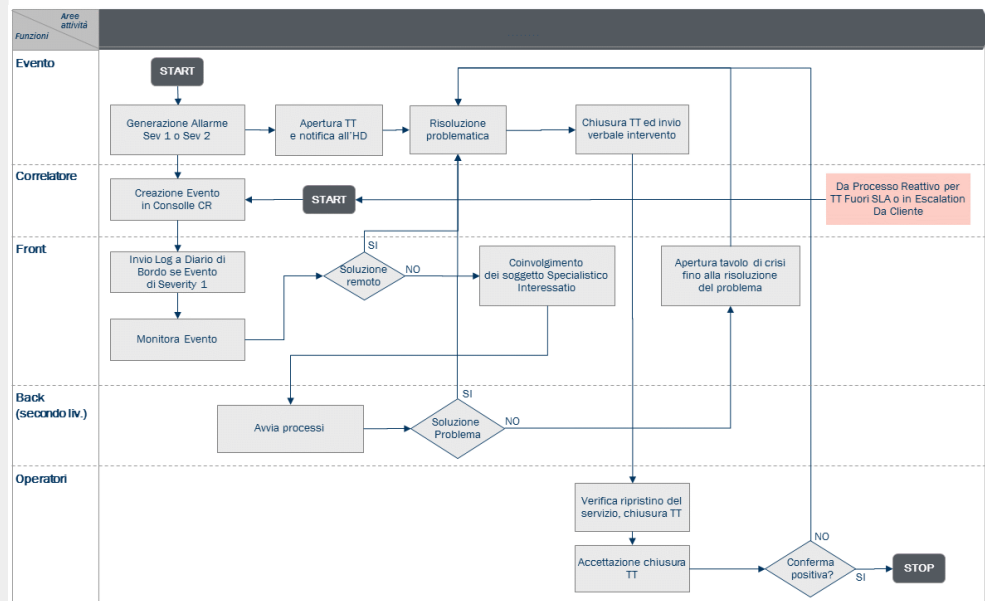 Aree
attività
Funzioni
Evento
START
Generazione Allarme
Sev 1 o Sev 2
Apertura TT
e notifica all'HD
Risoluzione
problematica
Chiusura TT ed invio
verbale intervento
Correlatore
Creazione Evento
in Consolle CR
START
Da Processo Reattivo per
TT Fuori SLA o in Escalation
Da Cliente
Front
Invio Log a Diario di
Bordo se Evento
di Severity 1
SI
Soluzione
remoto
NO
Coinvolgimento
dei soggetto Specialistico
Interessatio
Apertura tavolo di crisi
fino alla risoluzione
del problema
Monitora Evento
Back
(secondo liv.)
Avvia processi
SI
Soluzione
Problema
NO
Operatori
Verifica ripristino del
servizio, chiusura TT
Accettazione chiusura
TT
NO
Conferma
positiva?
SI
STOP